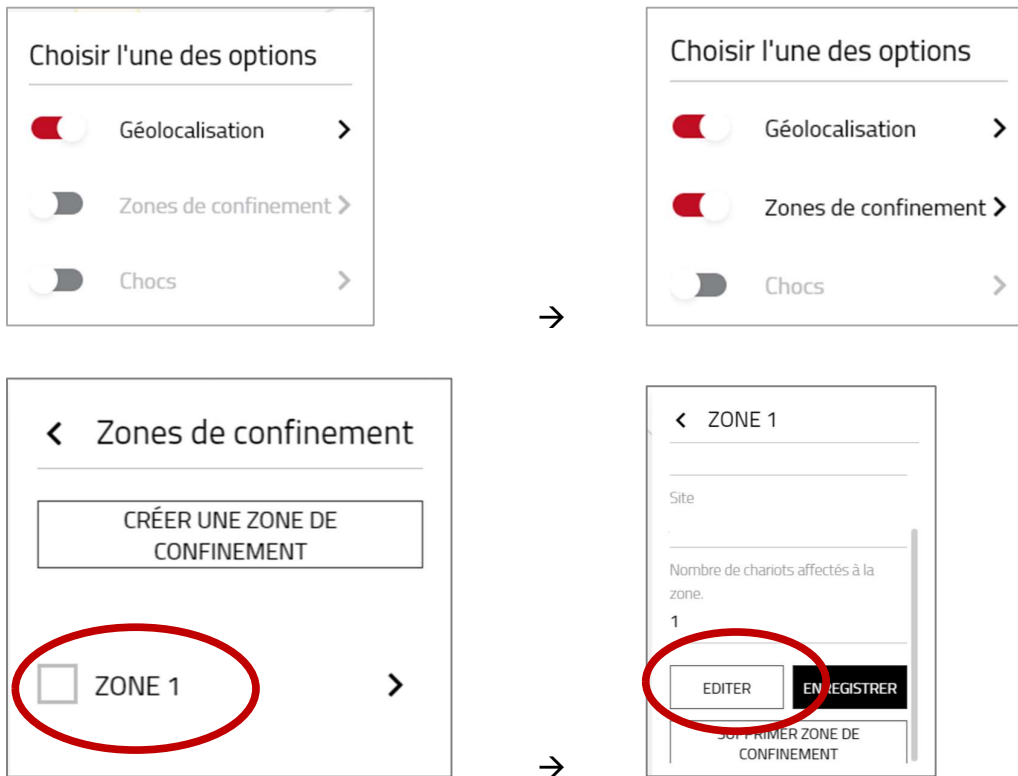 Choisir l'une des options
Géolocalisation
Zones de confinement
Chocs
→
Choisir l'une des options
Géolocalisation
Zones de confinement
Chocs
Zones de confinement
CRÉER UNE ZONE DE
CONFINEMENT
ZONE 1
→
ZONE 1
Site
Nombre de chariots affectés à la
zone.
1
EDITER
ENREGISTRER
SUPPRIMER ZONE DE
CONFINEMENT